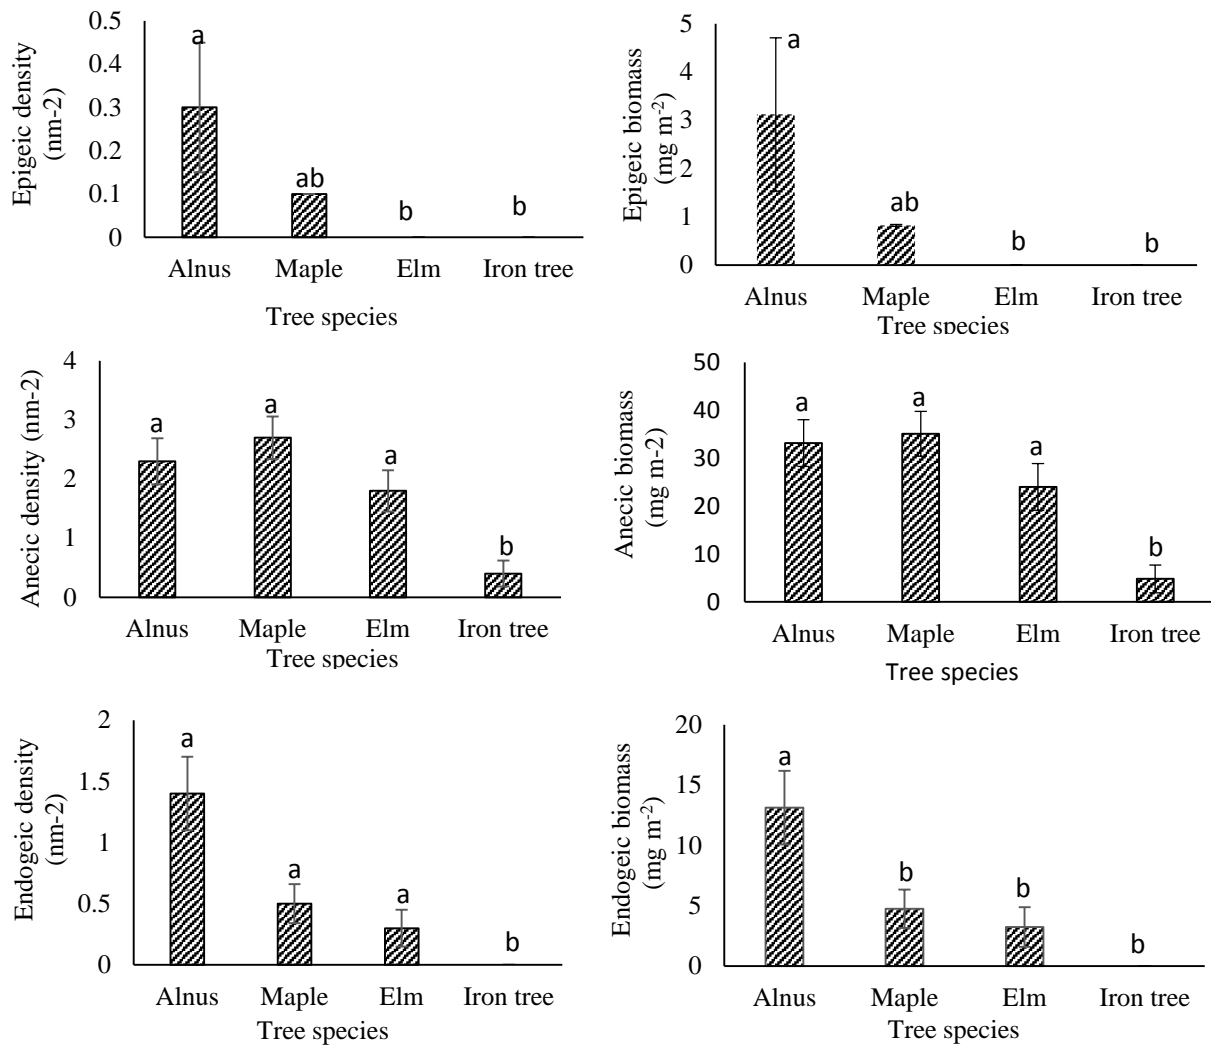 Epigeic density
(nm-2)
0.5
0.4
0.3
0.2
0.1
0
a
ab
b
b
Alnus Maple Elm Iron tree
Tree species
Epigeic biomass
(mg m-2)
5
4
3
2
1
0
a
ab
b
b
Alnus Maple Elm Iron tree
Tree species
Anecic density (nm-2)
4
3
2
1
0
a
a
a
b
Alnus Maple Elm Iron tree
Tree species
Anecic biomass
(mg m-2)
50
40
30
20
10
0
a
a
a
b
Alnus Maple Elm Iron tree
Tree species
Endogeic density
(nm-2)
2
1.5
1
0.5
0
a
a
a
b
Alnus Maple Elm Iron tree
Tree species
Endogeic biomass
(mg m-2)
20
15
10
5
0
a
b
b
b
Alnus Maple Elm Iron tree
Tree species